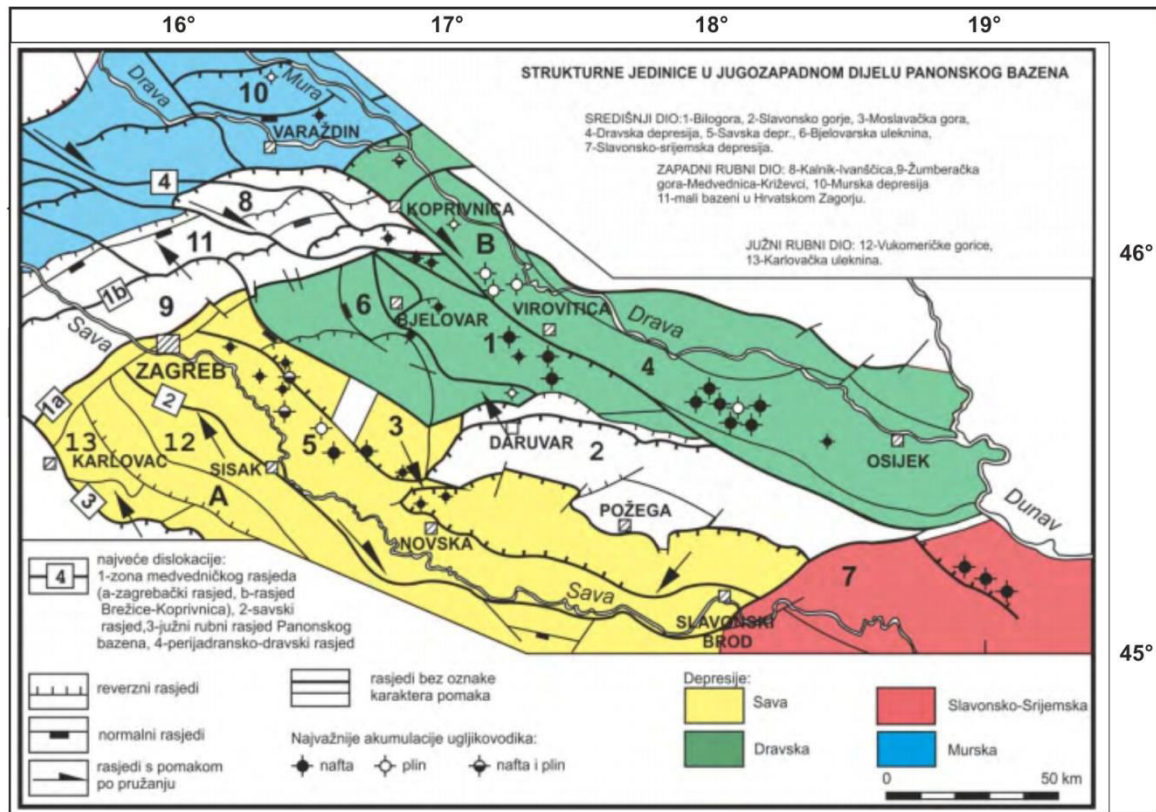 16° 17° 18° 19°
STRUKTURNE JEDINICE U JUGOZAPADNOM DIJELU PANONSKOG BAZENA
SREDIŠNJI DIO:1-Bilogora, 2-Slavonsko gorje, 3-Moslavačka gora,
4-Dravska depresija, 5-Savska depr., 6-Bjelovarska uleknina,
7-Slavonsko-srijemska depresija.
ZAPADNI RUBNI DIO: 8-Kalnik-Ivanščica,9-Žumberačka
gora-Medvednica-Križevci, 10-Murska depresija
11-mali bazeni u Hrvatskom Zagorju.
JUŽNI RUBNI DIO: 12-Vukomeričke gorice,
13-Karlovačka uleknina.
46°
45°
Drava
Mura
10
VARAŽDIN
4
8
KOPRIVNICA
B
11
1b
9
6
BJELOVAR
VIROVITICA
1
Drava
4
Sava
ZAGREB
1a
2
3
5
13
12
KARLOVAC
SISAK
A
3
DARUVAR
2
OSIJEK
Dunav
POŽEGA
NOVSKA
Sava
7
SLAVONSKI
BROD
4
najveće dislokacije:
1-zona medvedničkog rasjeda
(a-zagrebački rasjed, b-rasjed
Brežice-Koprivnica), 2-savski
rasjed,3-južni rubni rasjed Panonskog
bazena, 4-perijadransko-dravski rasjed
reverzni rasjedi
normalni rasjedi
rasjedi s pomakom
po pružanju
rasjedi bez oznake
karaktera pomaka
Najvažnije akumulacije ugljikovodika:
nafta plin nafta i plin
Depresije:
Sava
Slavonsko-Srijemska
Dravska
Murska
0 50 km